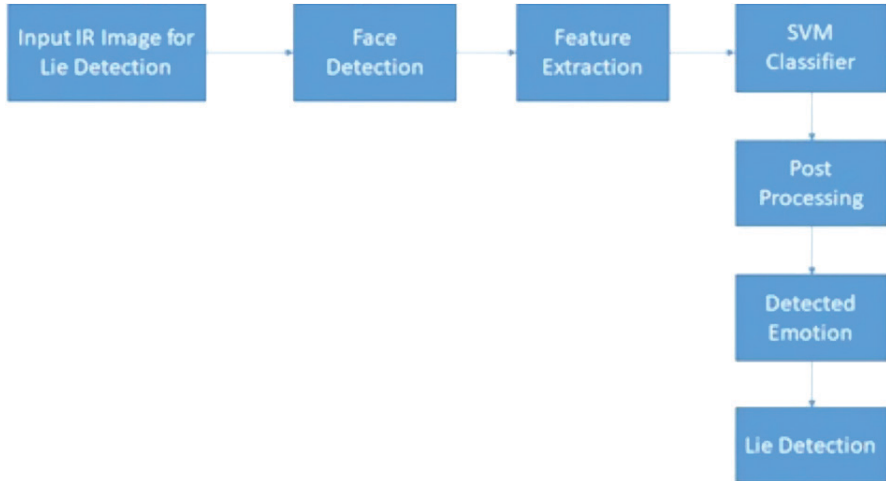 Input IR Image for
Lie Detection
Face
Detection
Feature
Extraction
SVM
Classifier
Post
Processing
Detected
Emotion
Lie Detection